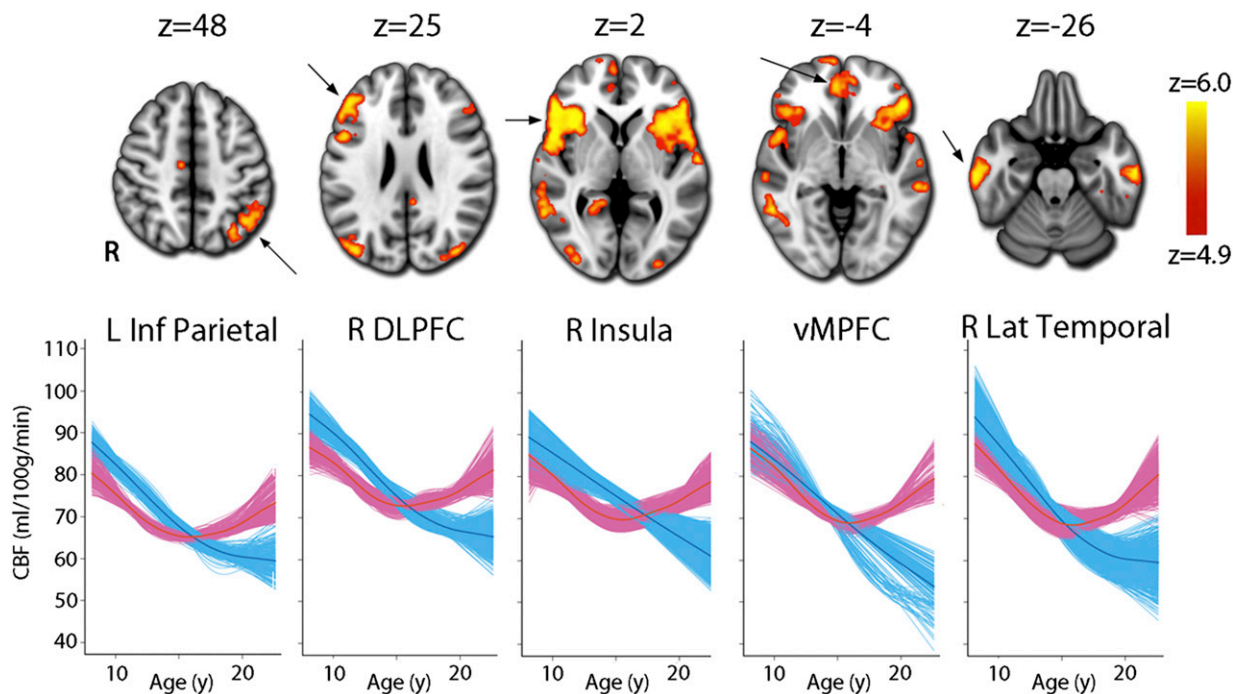 z=48 z=25 z=2 z=-4 z=-26
z=6.0
z=4.9
R
L Inf Parietal R DLPFC R Insula vMPFC R Lat Temporal
CBF (ml/100g/min)
110
100
90
80
70
60
50
40
10 20 10 20 10 20 10 20 10 20
Age (y) Age (y) Age (y) Age (y) Age (y)